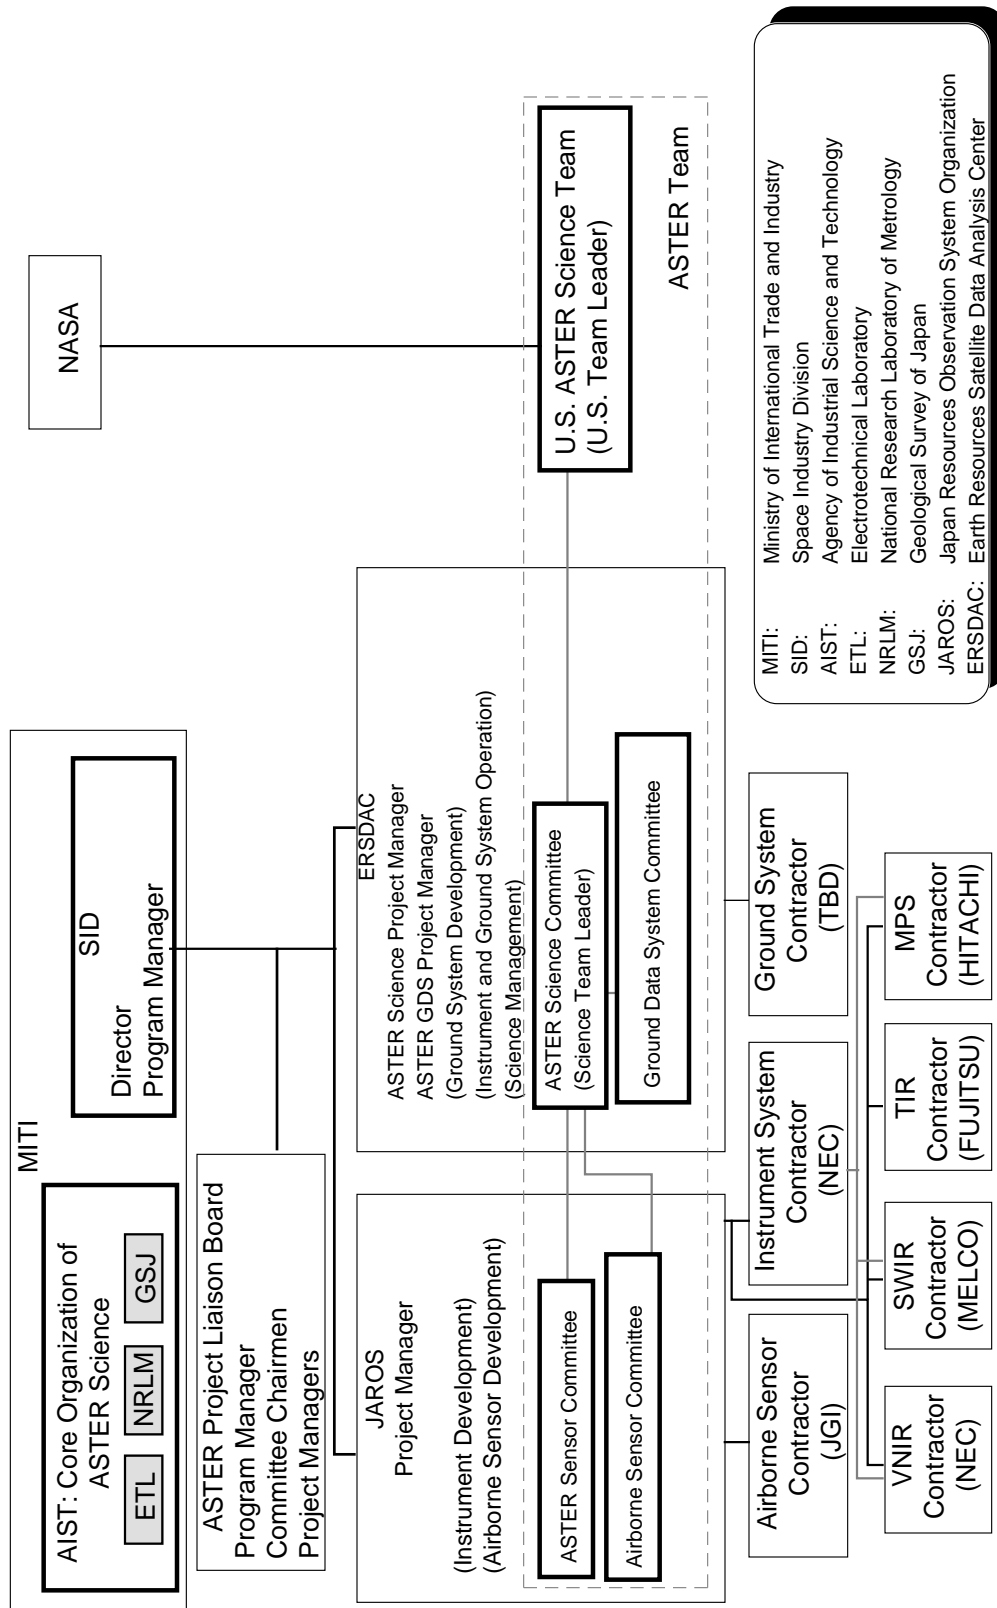 MITI
AIST: Core Organization of
ASTER Science
ETL
NRLM
GSJ
SID
Director
Program Manager
NASA
ASTER Project Liaison Board
Program Manager
Committee Chairmen
Project Managers
JAROS
Project Manager
(Instrument Development)
(Airborne Sensor Development)
ASTER Sensor Committee
Airborne Sensor Committee
ERSDAC
ASTER Science Project Manager
ASTER GDS Project Manager
(Ground System Development)
(Instrument and Ground System Operation)
(Science Management)
ASTER Science Committee
(Science Team Leader)
Ground Data System Committee
U.S. ASTER Science Team
(U.S. Team Leader)
ASTER Team
Airborne Sensor
Contractor
(JGI)
Instrument System
Contractor
(NEC)
Ground System
Contractor
(TBD)
VNIR
Contractor
(NEC)
SWIR
Contractor
(MELCO)
TIR
Contractor
(FUJITSU)
MPS
Contractor
(HITACHI)
MITI: Ministry of International Trade and Industry
SID: Space Industry Division
AIST: Agency of Industrial Science and Technology
ETL: Electrotechnical Laboratory
NRLM: National Research Laboratory of Metrology
GSJ: Geological Survey of Japan
JAROS: Japan Resources Observation System Organization
ERSDAC: Earth Resources Satellite Data Analysis Center